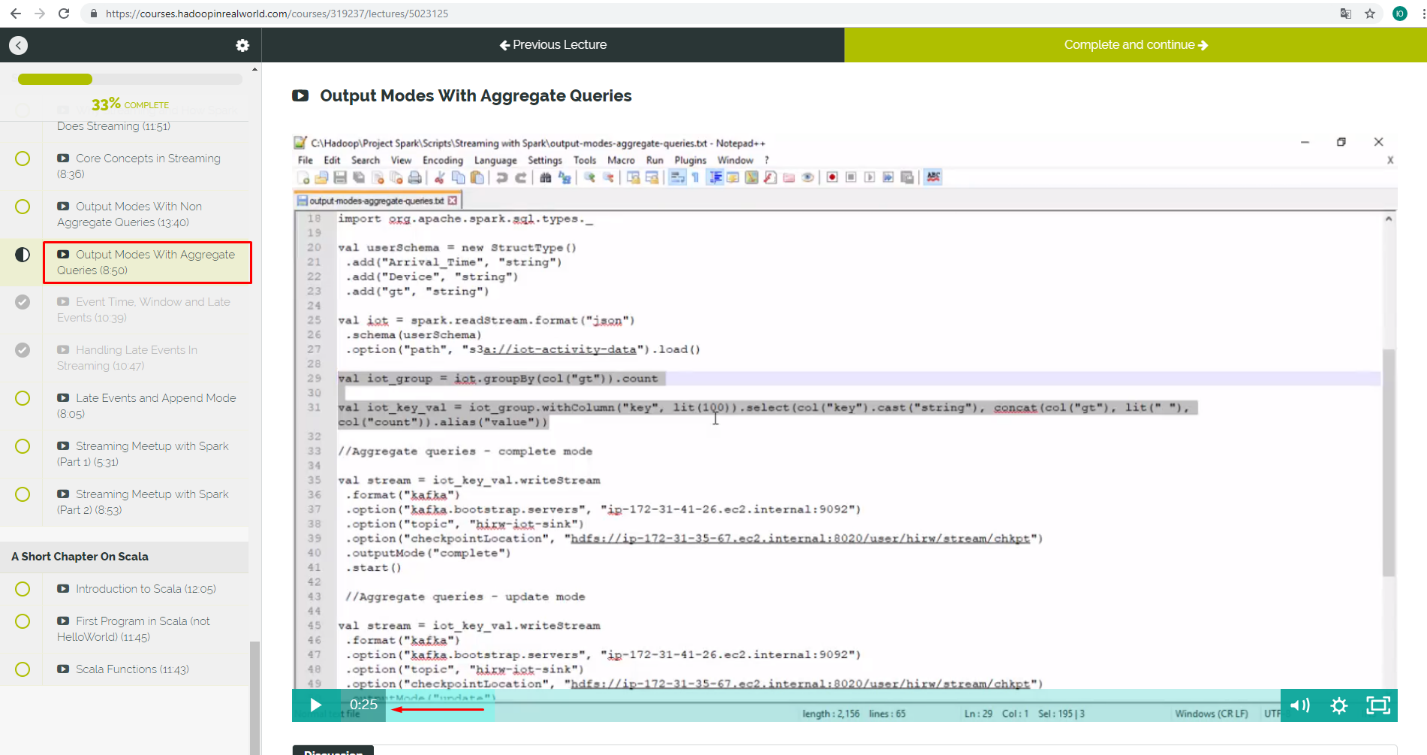 https://courses.hadoopinrealworld.com/courses/319237/lectures/5023125
Previous Lecture
Complete and continue
33% COMPLETE
Does Streaming (11:51)
Core Concepts in Streaming
(8:36)
Output Modes With Non
Aggregate Queries (13:40)
Output Modes With Aggregate
Queries (8:50)
Event Time, Window and Late
Events (10:39)
Handling Late Events In
Streaming (10:47)
Late Events and Append Mode
(8:05)
Streaming Meetup with Spark
(Part 1) (5:31)
Streaming Meetup with Spark
(Part 2) (8:53)
A Short Chapter On Scala
Introduction to Scala (12:05)
First Program in Scala (not
HelloWorld) (11:45)
Scala Functions (11:43)
Output Modes With Aggregate Queries
C:\Hadoop\Project Spark\Scripts\Streaming with Spark\output-modes-aggregate-queries.txt - Notepad++
File Edit Search View Encoding Language Settings Tools Macro Run Plugins Window ?
X
output-modes-aggregate-queries.txt
18 import org.apache.spark.sql.types._
19
20 val userSchema = new StructType()
21 .add("Arrival_Time", "string")
22 .add("Device", "string")
23 .add("gt", "string")
24
25 val iot = spark.readStream.format("json")
26 .schema(userSchema)
27 .option("path", "s3a://iot-activity-data").load()
28
29 val iot_group = iot.groupBy(col("gt")).count
30
31 val iot_key_val = iot_group.withColumn("key", lit(100)).select(col("key").cast("string"), concat(col("gt"), lit(" "),
col("count")).alias("value"))
32
33 //Aggregate queries - complete mode
34
35 val stream = iot_key_val.writeStream
36 .format("kafka")
37 .option("kafka.bootstrap.servers", "ip-172-31-41-26.ec2.internal:9092")
38 .option("topic", "hirw-iot-sink")
39 .option("checkpointLocation", "hdfs://ip-172-31-35-67.ec2.internal:8020/user/hirw/stream/chkpt")
40 .outputMode("complete")
41 .start()
42
43 //Aggregate queries - update mode
44
45 val stream = iot_key_val.writeStream
46 .format("kafka")
47 .option("kafka.bootstrap.servers", "ip-172-31-41-26.ec2.internal:9092")
48 .option("topic", "hirw-iot-sink")
49 .option("checkpointLocation", "hdfs://ip-172-31-35-67.ec2.internal:8020/user/hirw/stream/chkpt")
.outputMode("update")
0:25
length : 2,156 lines : 65
Ln : 29 Col : 1 Sel : 195 | 3
Windows (CR LF)
UTF
Discussion